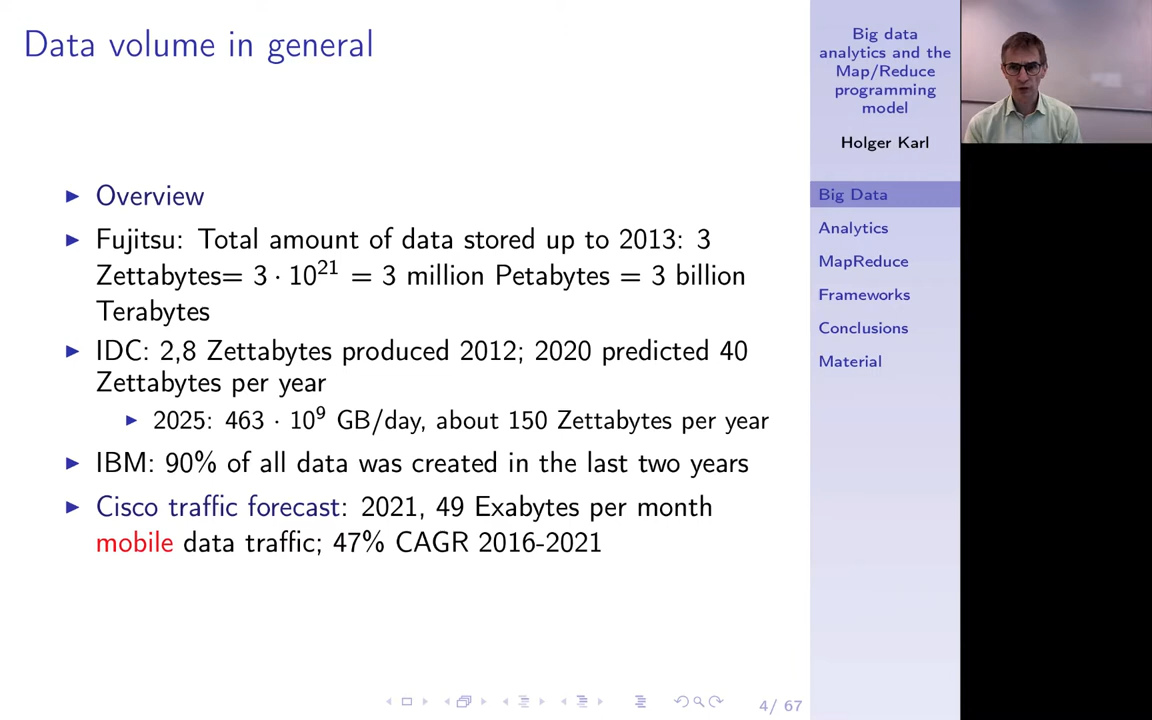 Data volume in general
Overview
Fujitsu: Total amount of data stored up to 2013: 3
Zettabytes= 3 · 10²¹ = 3 million Petabytes = 3 billion
Terabytes
IDC: 2,8 Zettabytes produced 2012; 2020 predicted 40
Zettabytes per year
2025: 463 · 10⁹ GB/day, about 150 Zettabytes per year
IBM: 90% of all data was created in the last two years
Cisco traffic forecast: 2021, 49 Exabytes per month
mobile data traffic; 47% CAGR 2016-2021
4/ 67
Big data
analytics and the
Map/Reduce
programming
model
Holger Karl
Big Data
Analytics
MapReduce
Frameworks
Conclusions
Material